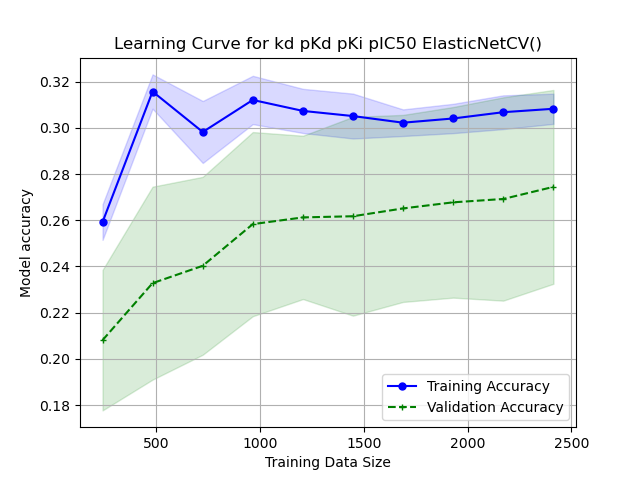 Learning Curve for kd pKd pKi pIC50 ElasticNetCV()
0.32
0.30
0.28
0.26
0.24
0.22
0.20
0.18
Model accuracy
Training Accuracy
Validation Accuracy
500 1000 1500 2000 2500
Training Data Size